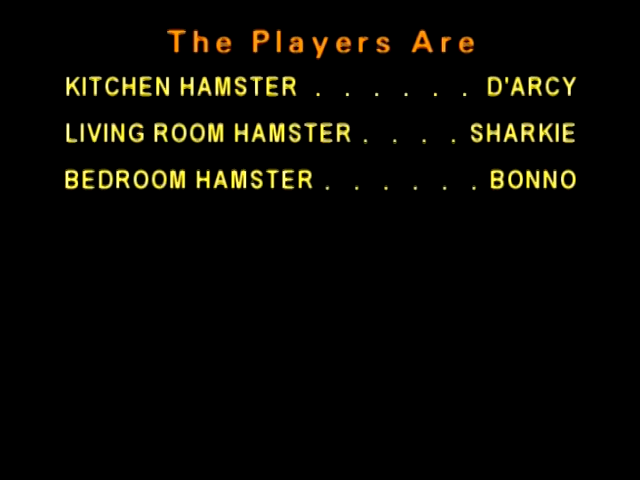 The Players Are
KITCHEN HAMSTER . . . . . . D'ARCY
LIVING ROOM HAMSTER . . . . SHARKIE
BEDROOM HAMSTER . . . . . . BONNO